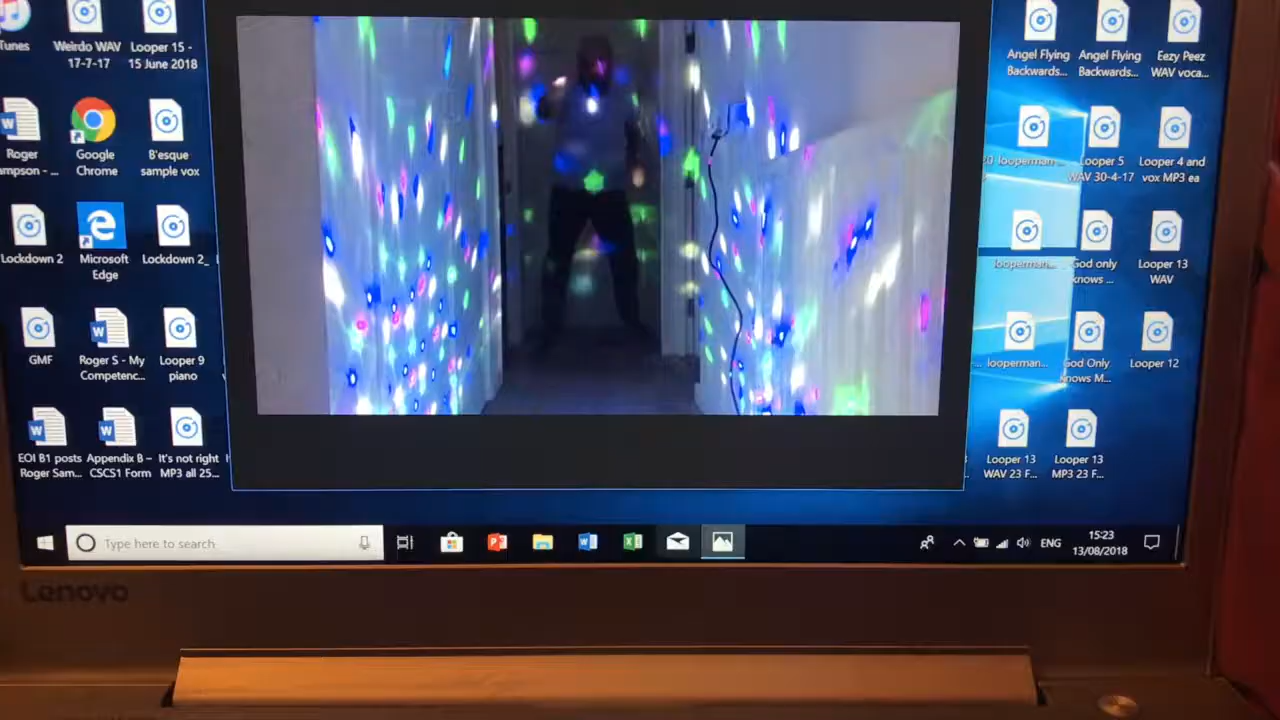 Tunes
Weirdo WAV
17-7-17
Looper 15 -
15 June 2018
Roger
ampson - ...
Google
Chrome
B'esque
sample vox
Lockdown 2
Microsoft
Edge
Lockdown 2_
GMF
Roger S - My
Competenc...
Looper 9
piano
EOI B1 posts
Roger Sam...
Appendix B –
CSCS1 Form
It's not right
MP3 all 25...
Angel Flying
Backwards...
Angel Flying
Backwards...
Eezy Peez
WAV voca...
20 looperman
Looper 5
WAV 30-4-17
Looper 4 and
vox MP3 ea
looperman...
God only
knows ...
Looper 13
WAV
looperman...
God Only
Knows M...
Looper 12
Looper 13
WAV 23 F...
Looper 13
MP3 23 F...
Type here to search
ENG
15:23
13/08/2018
Lenovo